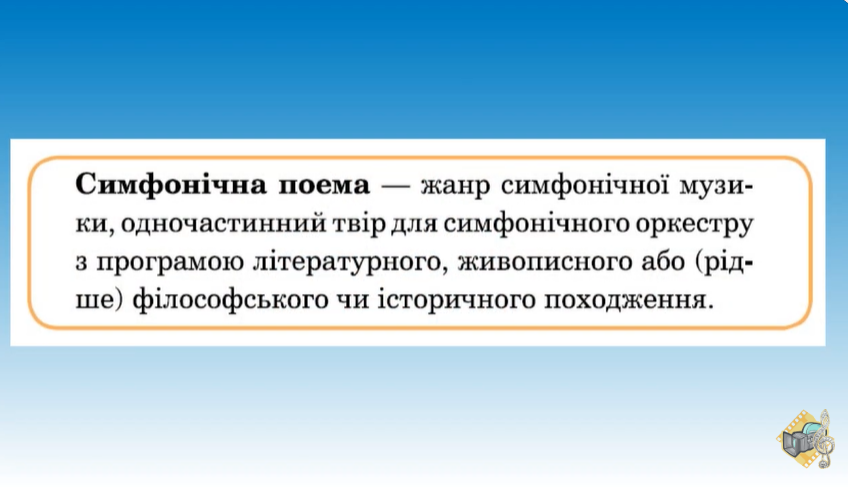 Симфонічна поема — жанр симфонічної музи-
ки, одночастинний твір для симфонічного оркестру
з програмою літературного, живописного або (рід-
ше) філософського чи історичного походження.